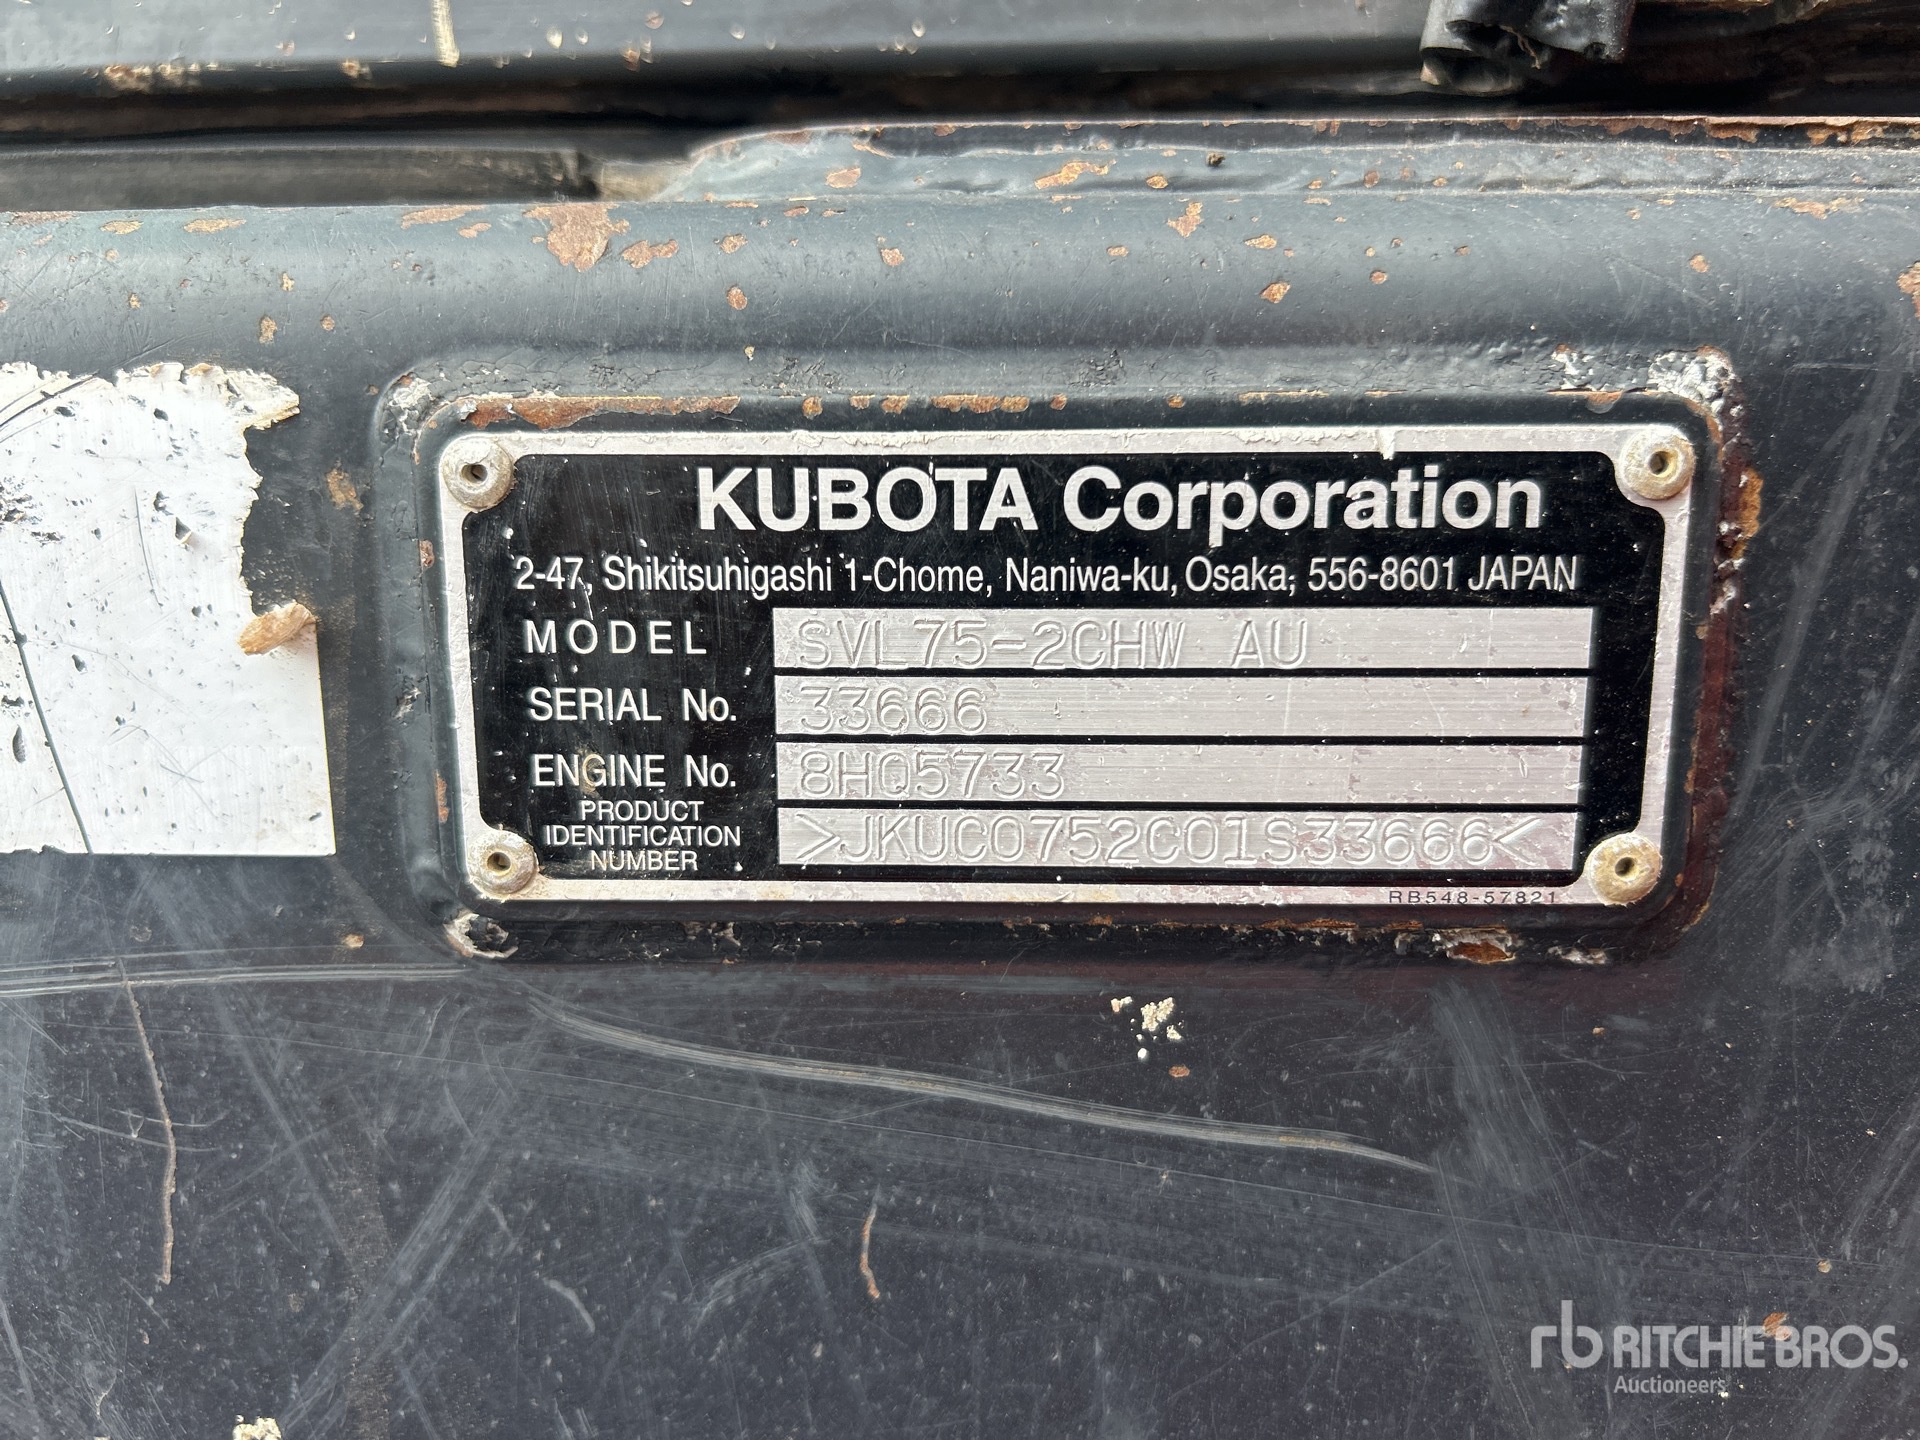 KUBOTA Corporation
2-47, Shikitsuhigashi 1-Chome, Naniwa-ku, Osaka, 556-8601 JAPAN
MODEL SVL75-2CHW AU
SERIAL No. 33666
ENGINE No. 8HQ5733
PRODUCT
IDENTIFICATION
NUMBER >JKUC0752C01S33666<
RB548-57821
rb RITCHIE BROS.
Auctioneers